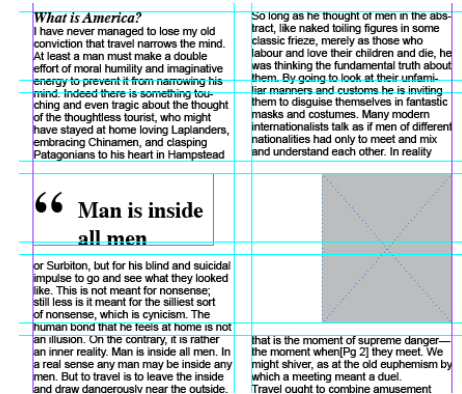 What is America?
I have never managed to lose my old
conviction that travel narrows the mind.
At least a man must make a double
effort of moral humility and imaginative
energy to prevent it from narrowing his
mind. Indeed there is something tou-
ching and even tragic about the thought
of the thoughtless tourist, who might
have stayed at home loving Laplanders,
embracing Chinamen, and clasping
Patagonians to his heart in Hampstead
“ Man is inside
all men
or Surbiton, but for his blind and suicidal
impulse to go and see what they looked
like. This is not meant for nonsense;
still less is it meant for the silliest sort
of nonsense, which is cynicism. The
human bond that he feels at home is not
an illusion. On the contrary, it is rather
an inner reality. Man is inside all men. In
a real sense any man may be inside any
men. But to travel is to leave the inside
and draw dangerously near the outside.
So long as he thought of men in the abs-
tract, like naked toiling figures in some
classic frieze, merely as those who
labour and love their children and die, he
was thinking the fundamental truth about
them. By going to look at their unfami-
liar manners and customs he is inviting
them to disguise themselves in fantastic
masks and costumes. Many modern
internationalists talk as if men of different
nationalities had only to meet and mix
and understand each other. In reality
that is the moment of supreme danger—
the moment when[Pg 2] they meet. We
might shiver, as at the old euphemism by
which a meeting meant a duel.
Travel ought to combine amusement